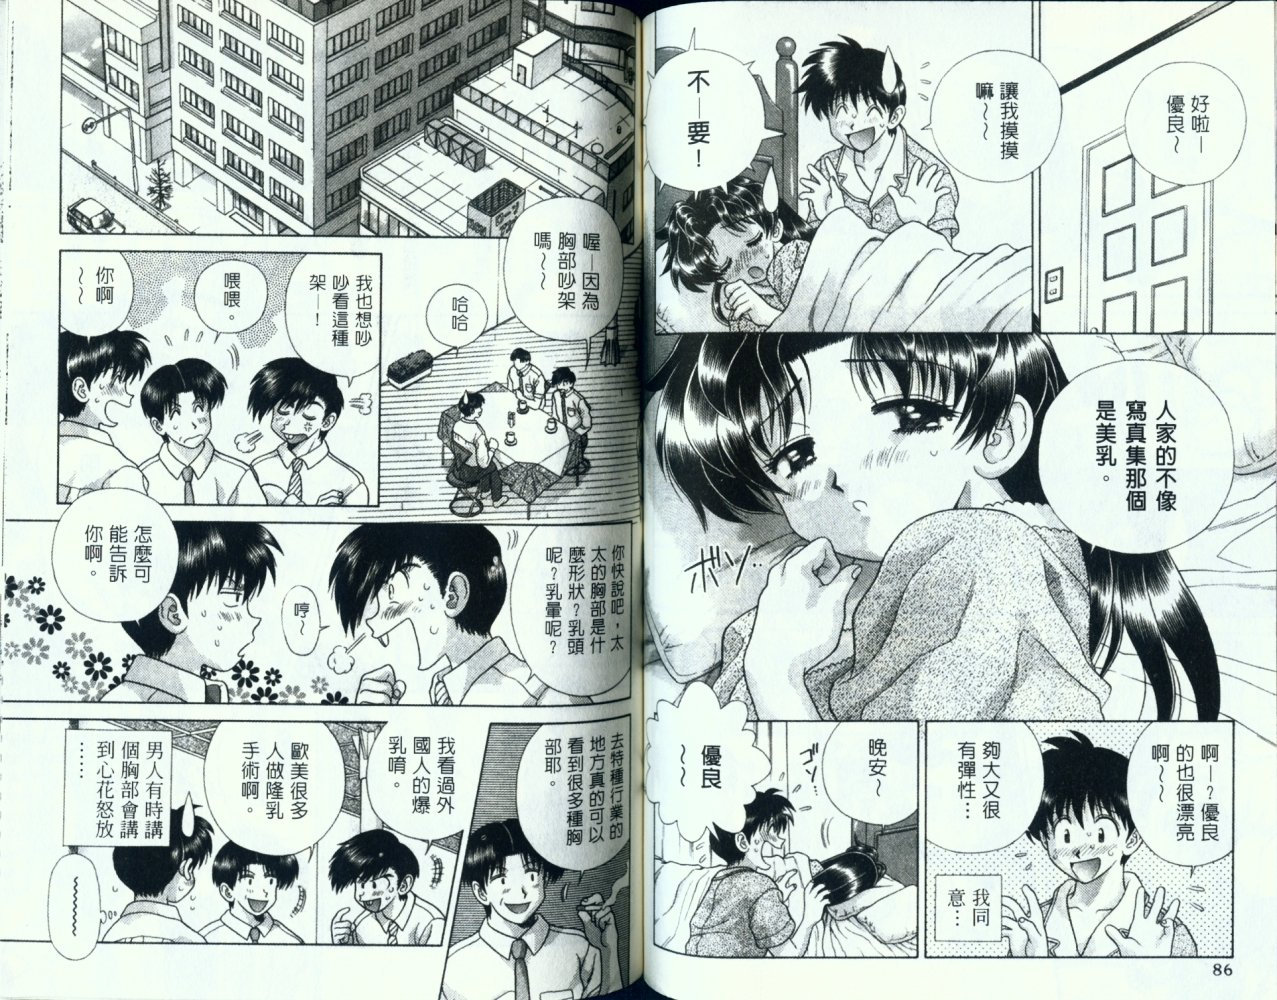 好啦—
優良～
讓我摸摸
嘛～～
不—要！
人家的不像
寫真集那個
是美乳。
ボソ…
啊—？優良
的也很漂亮
啊～～
夠大又很
有彈性…
我同
意…
晚安～
ゴソ
優良
～～
86
喔—因為
胸部吵架
嗎～～
哈哈
我也想吵
吵看這種
架—！
喂喂。
你啊
～
你快說吧，太
太的胸部是什
麼形狀？乳頭
呢？乳暈呢？
哼～
怎麼可
能告訴
你啊。
去特種行業的
地方真的可以
看到很多種胸
部耶。
我看過外
國人的爆
乳唷。
歐美很多
人做隆乳
手術啊。
男人有時講
個胸部會講
到心花怒放
……